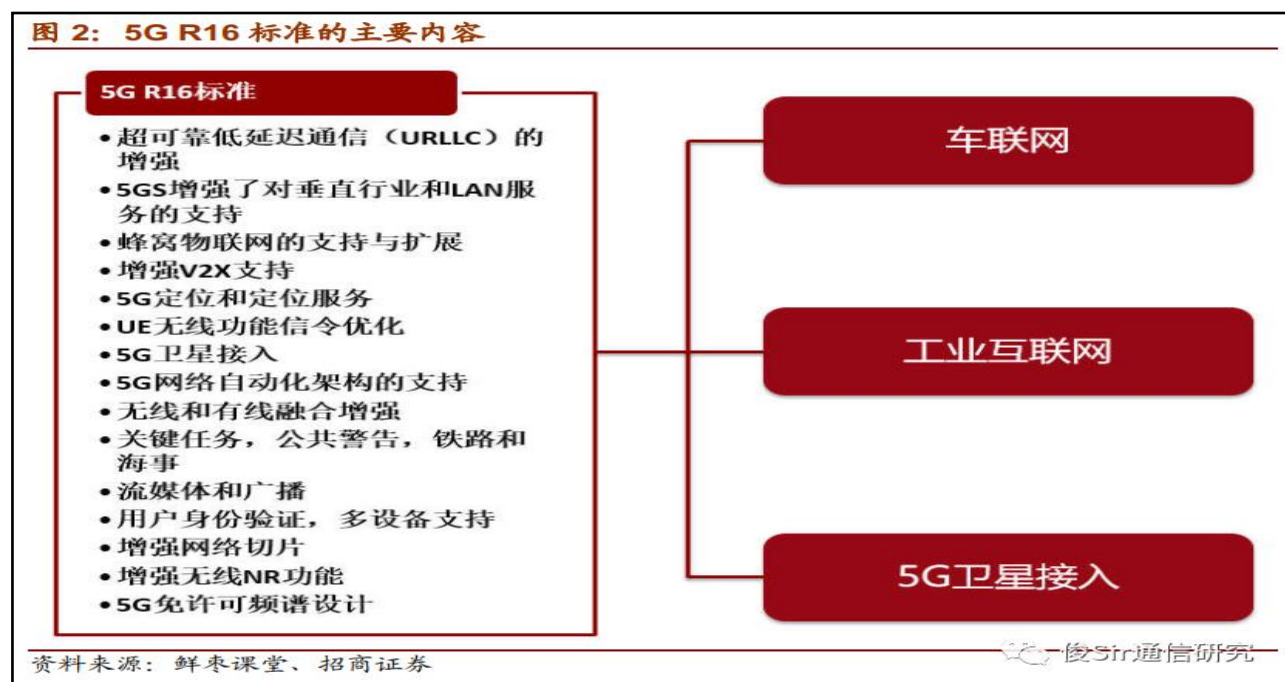 图 2： 5G R16 标准的主要内容
5G R16标准
•超可靠低延迟通信（URLLC）的
增强
•5GS增强了对垂直行业和LAN服
务的支持
•蜂窝物联网的支持与扩展
•增强V2X支持
•5G定位和定位服务
•UE无线功能信令优化
•5G卫星接入
•5G网络自动化架构的支持
•无线和有线融合增强
•关键任务，公共警告，铁路和
海事
•流媒体和广播
•用户身份验证，多设备支持
•增强网络切片
•增强无线NR功能
•5G免许可频谱设计
车联网
工业互联网
5G卫星接入
资料来源：鲜枣课堂、招商证券
俊Sir通信研究